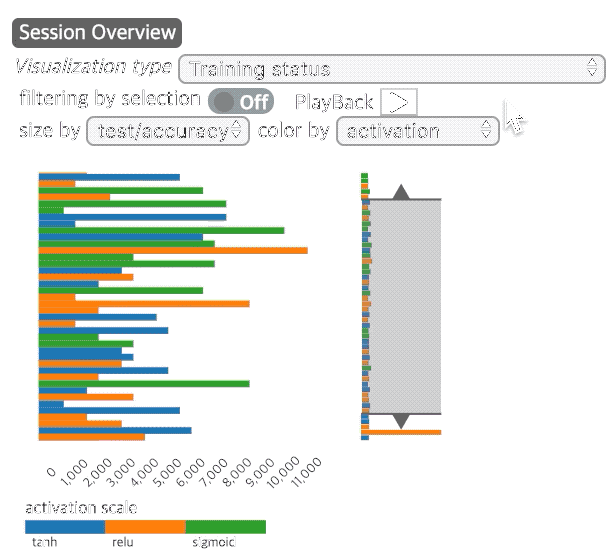 Session Overview
Visualization type Training status
filtering by selection Off PlayBack
size by test/accuracy color by activation
0 1,000 2,000 3,000 4,000 5,000 6,000 7,000 8,000 9,000 10,000 11,000
activation scale
tanh relu sigmoid